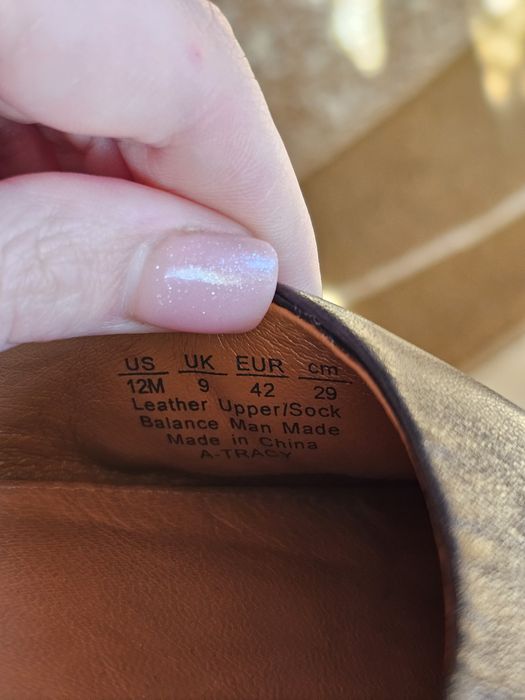 US UK EUR cm
12M 9 42 29
Leather Upper/Sock
Balance Man Made
Made in China
A-TRACY